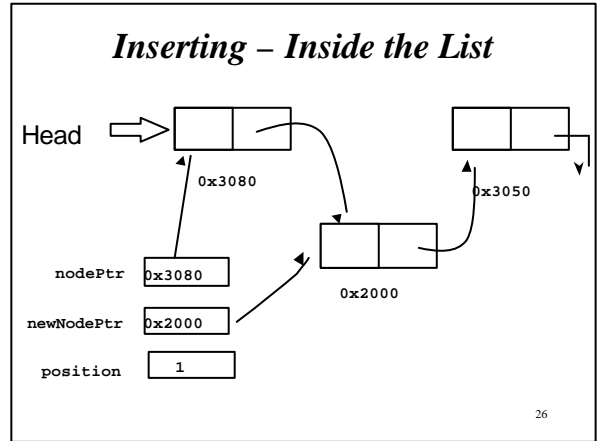 Inserting – Inside the List
Head
0x3080
0x3050
0x2000
nodePtr 0x3080
newNodePtr 0x2000
position 1
26